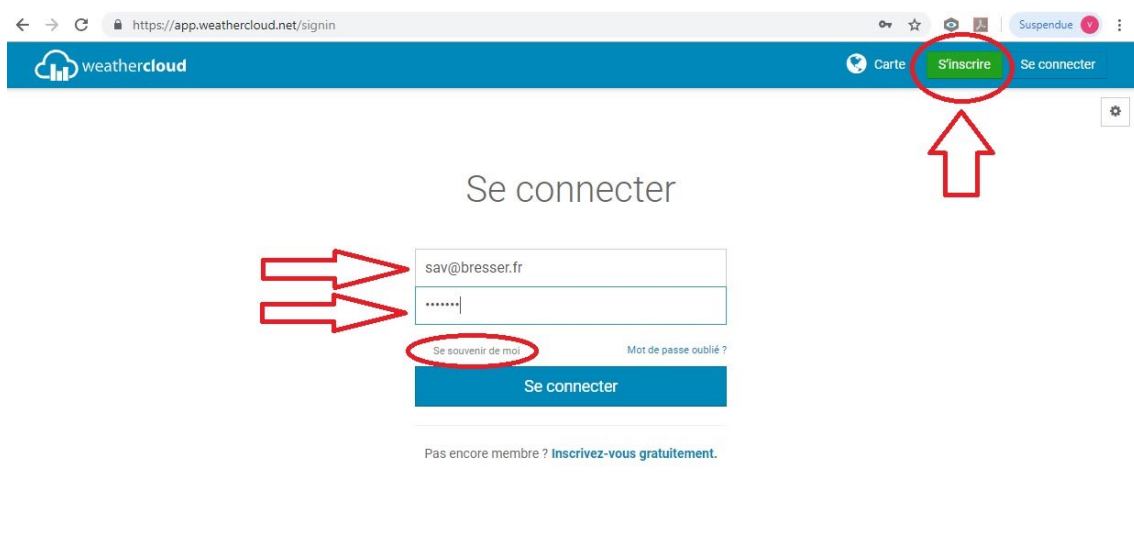 https://app.weathercloud.net/signin
Suspendue V
weathercloud
Carte
S'inscrire
Se connecter
Se connecter
sav@bresser.fr
•••••••
Se souvenir de moi
Mot de passe oublié ?
Se connecter
Pas encore membre ? Inscrivez-vous gratuitement.